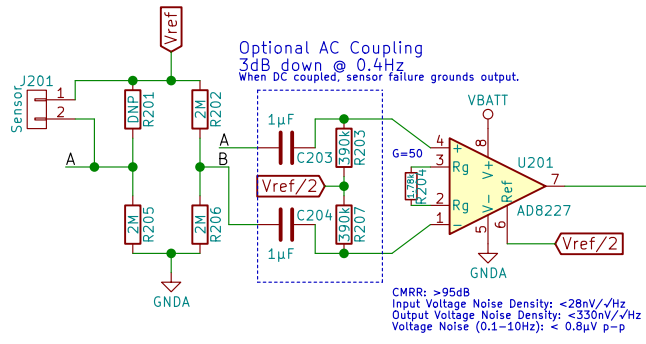 Vref
Optional AC Coupling
3dB down @ 0.4Hz
When DC coupled, sensor failure grounds output.
J201
Sensor
1
2
DNP
R201
2M
R202
A
A
B
2M
R205
2M
R206
GNDA
1µF
C203
390k
R203
Vref/2
C204
1µF
390k
R207
G=50
1.78k
R204
VBATT
8
4
+
3
Rg
V+
U201
7
2
Rg
1
-
V-
Ref
AD8227
5
6
Vref/2
GNDA
CMRR: >95dB
Input Voltage Noise Density: <28nV/√Hz
Output Voltage Noise Density: <330nV/√Hz
Voltage Noise (0.1-10Hz): < 0.8µV p-p